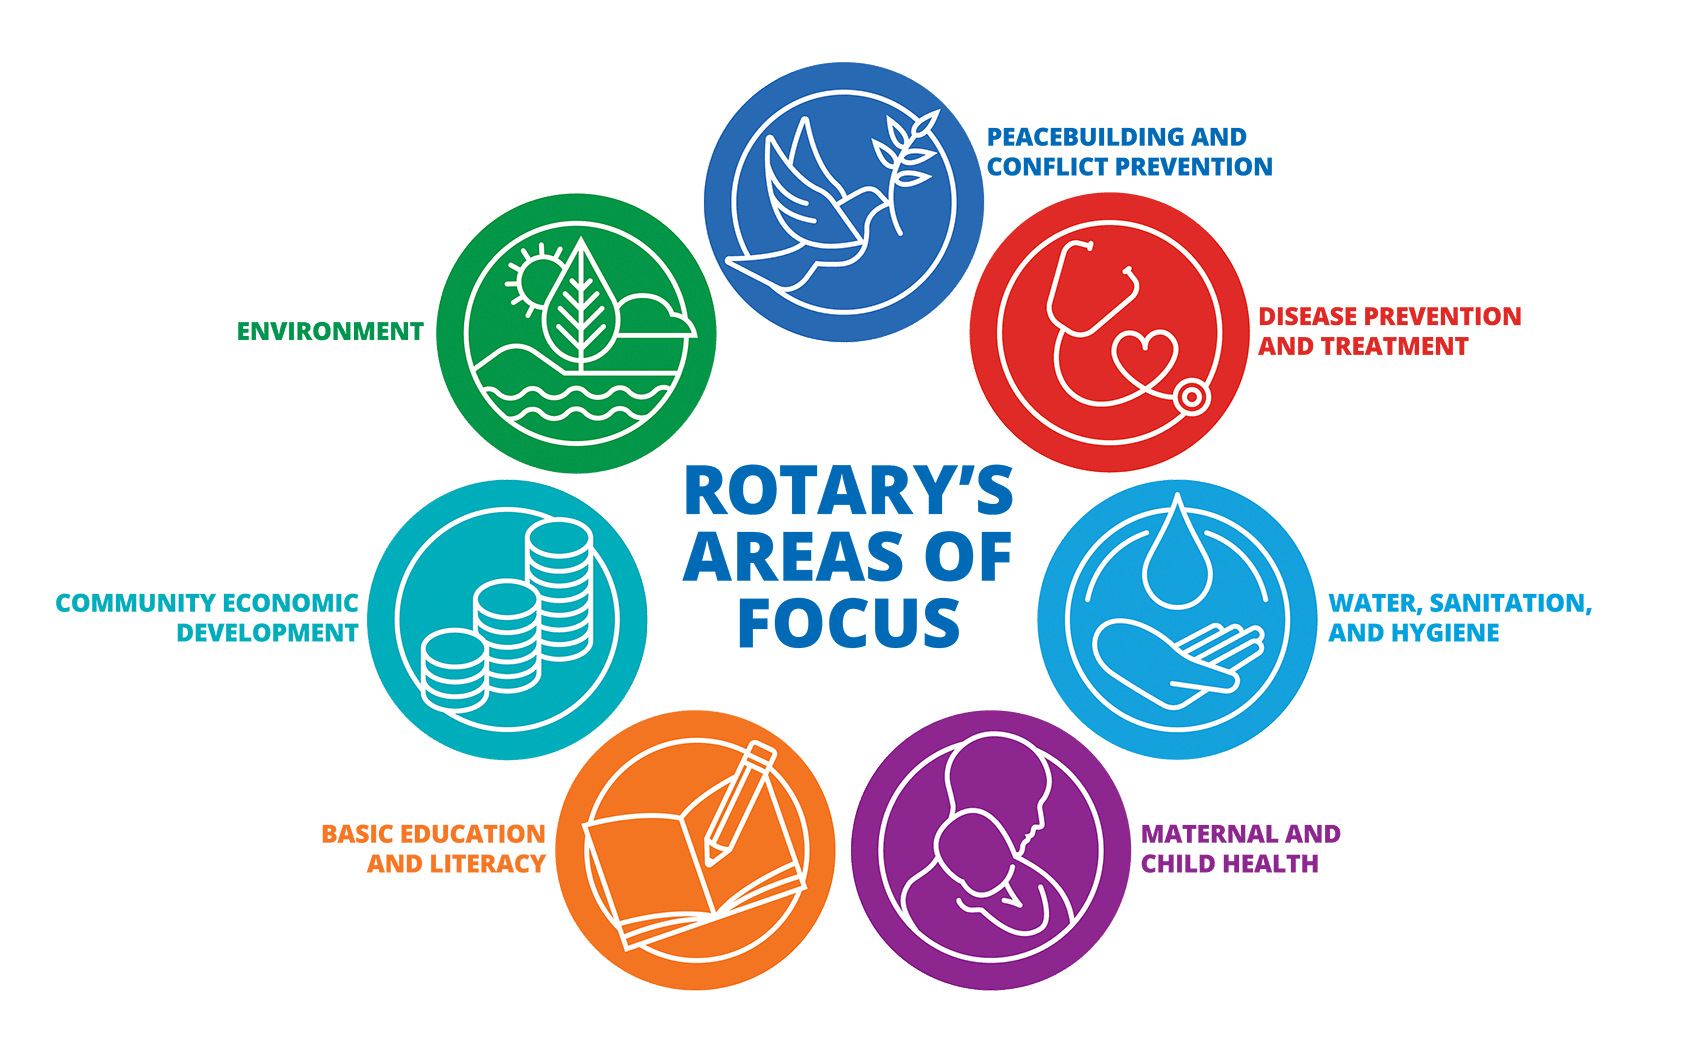 PEACEBUILDING AND
CONFLICT PREVENTION
DISEASE PREVENTION
AND TREATMENT
ENVIRONMENT
ROTARY’S
AREAS OF
FOCUS
WATER, SANITATION,
AND HYGIENE
COMMUNITY ECONOMIC
DEVELOPMENT
BASIC EDUCATION
AND LITERACY
MATERNAL AND
CHILD HEALTH